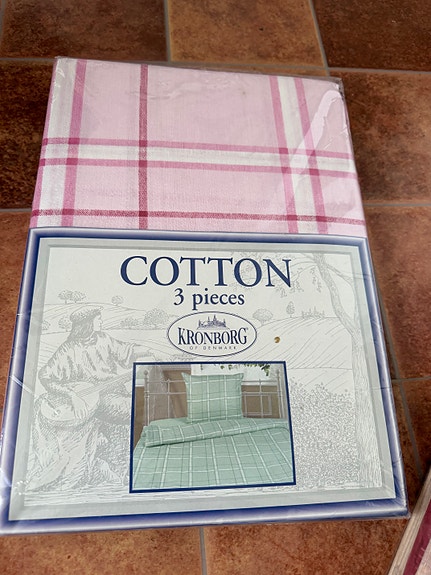 COTTON
3 pieces
KRONBORG®
OF DENMARK